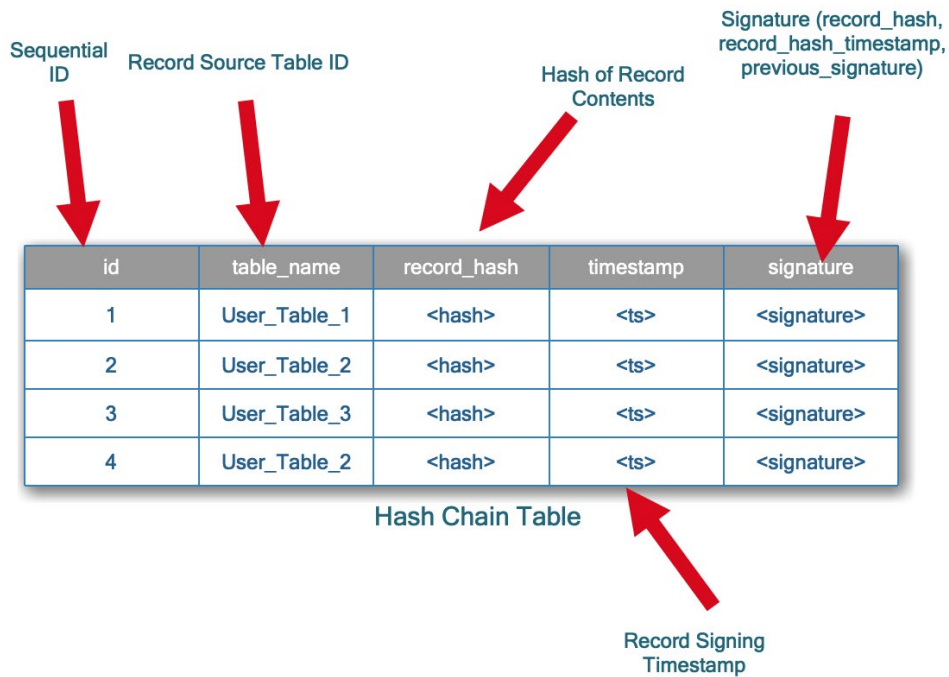 Sequential
ID
Record Source Table ID
Hash of Record
Contents
Signature (record_hash,
record_hash_timestamp,
previous_signature)
id table_name record_hash timestamp signature
1 User_Table_1 <hash> <ts> <signature>
2 User_Table_2 <hash> <ts> <signature>
3 User_Table_3 <hash> <ts> <signature>
4 User_Table_2 <hash> <ts> <signature>
Hash Chain Table
Record Signing
Timestamp